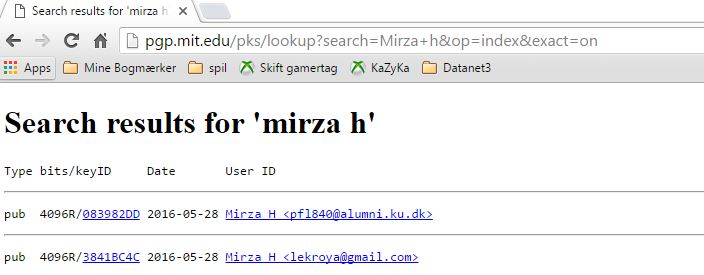 Search results for 'mirza h
pgp.mit.edu/pks/lookup?search=Mirza+h&op=index&exact=on
Apps Mine Bogmærker spil Skift gamertag KaZyKa Datanet3
Search results for 'mirza h'
Type bits/keyID Date User ID
pub 4096R/083982DD 2016-05-28 Mirza H <pfl840@alumni.ku.dk>
pub 4096R/3841BC4C 2016-05-28 Mirza H <lekroya@gmail.com>